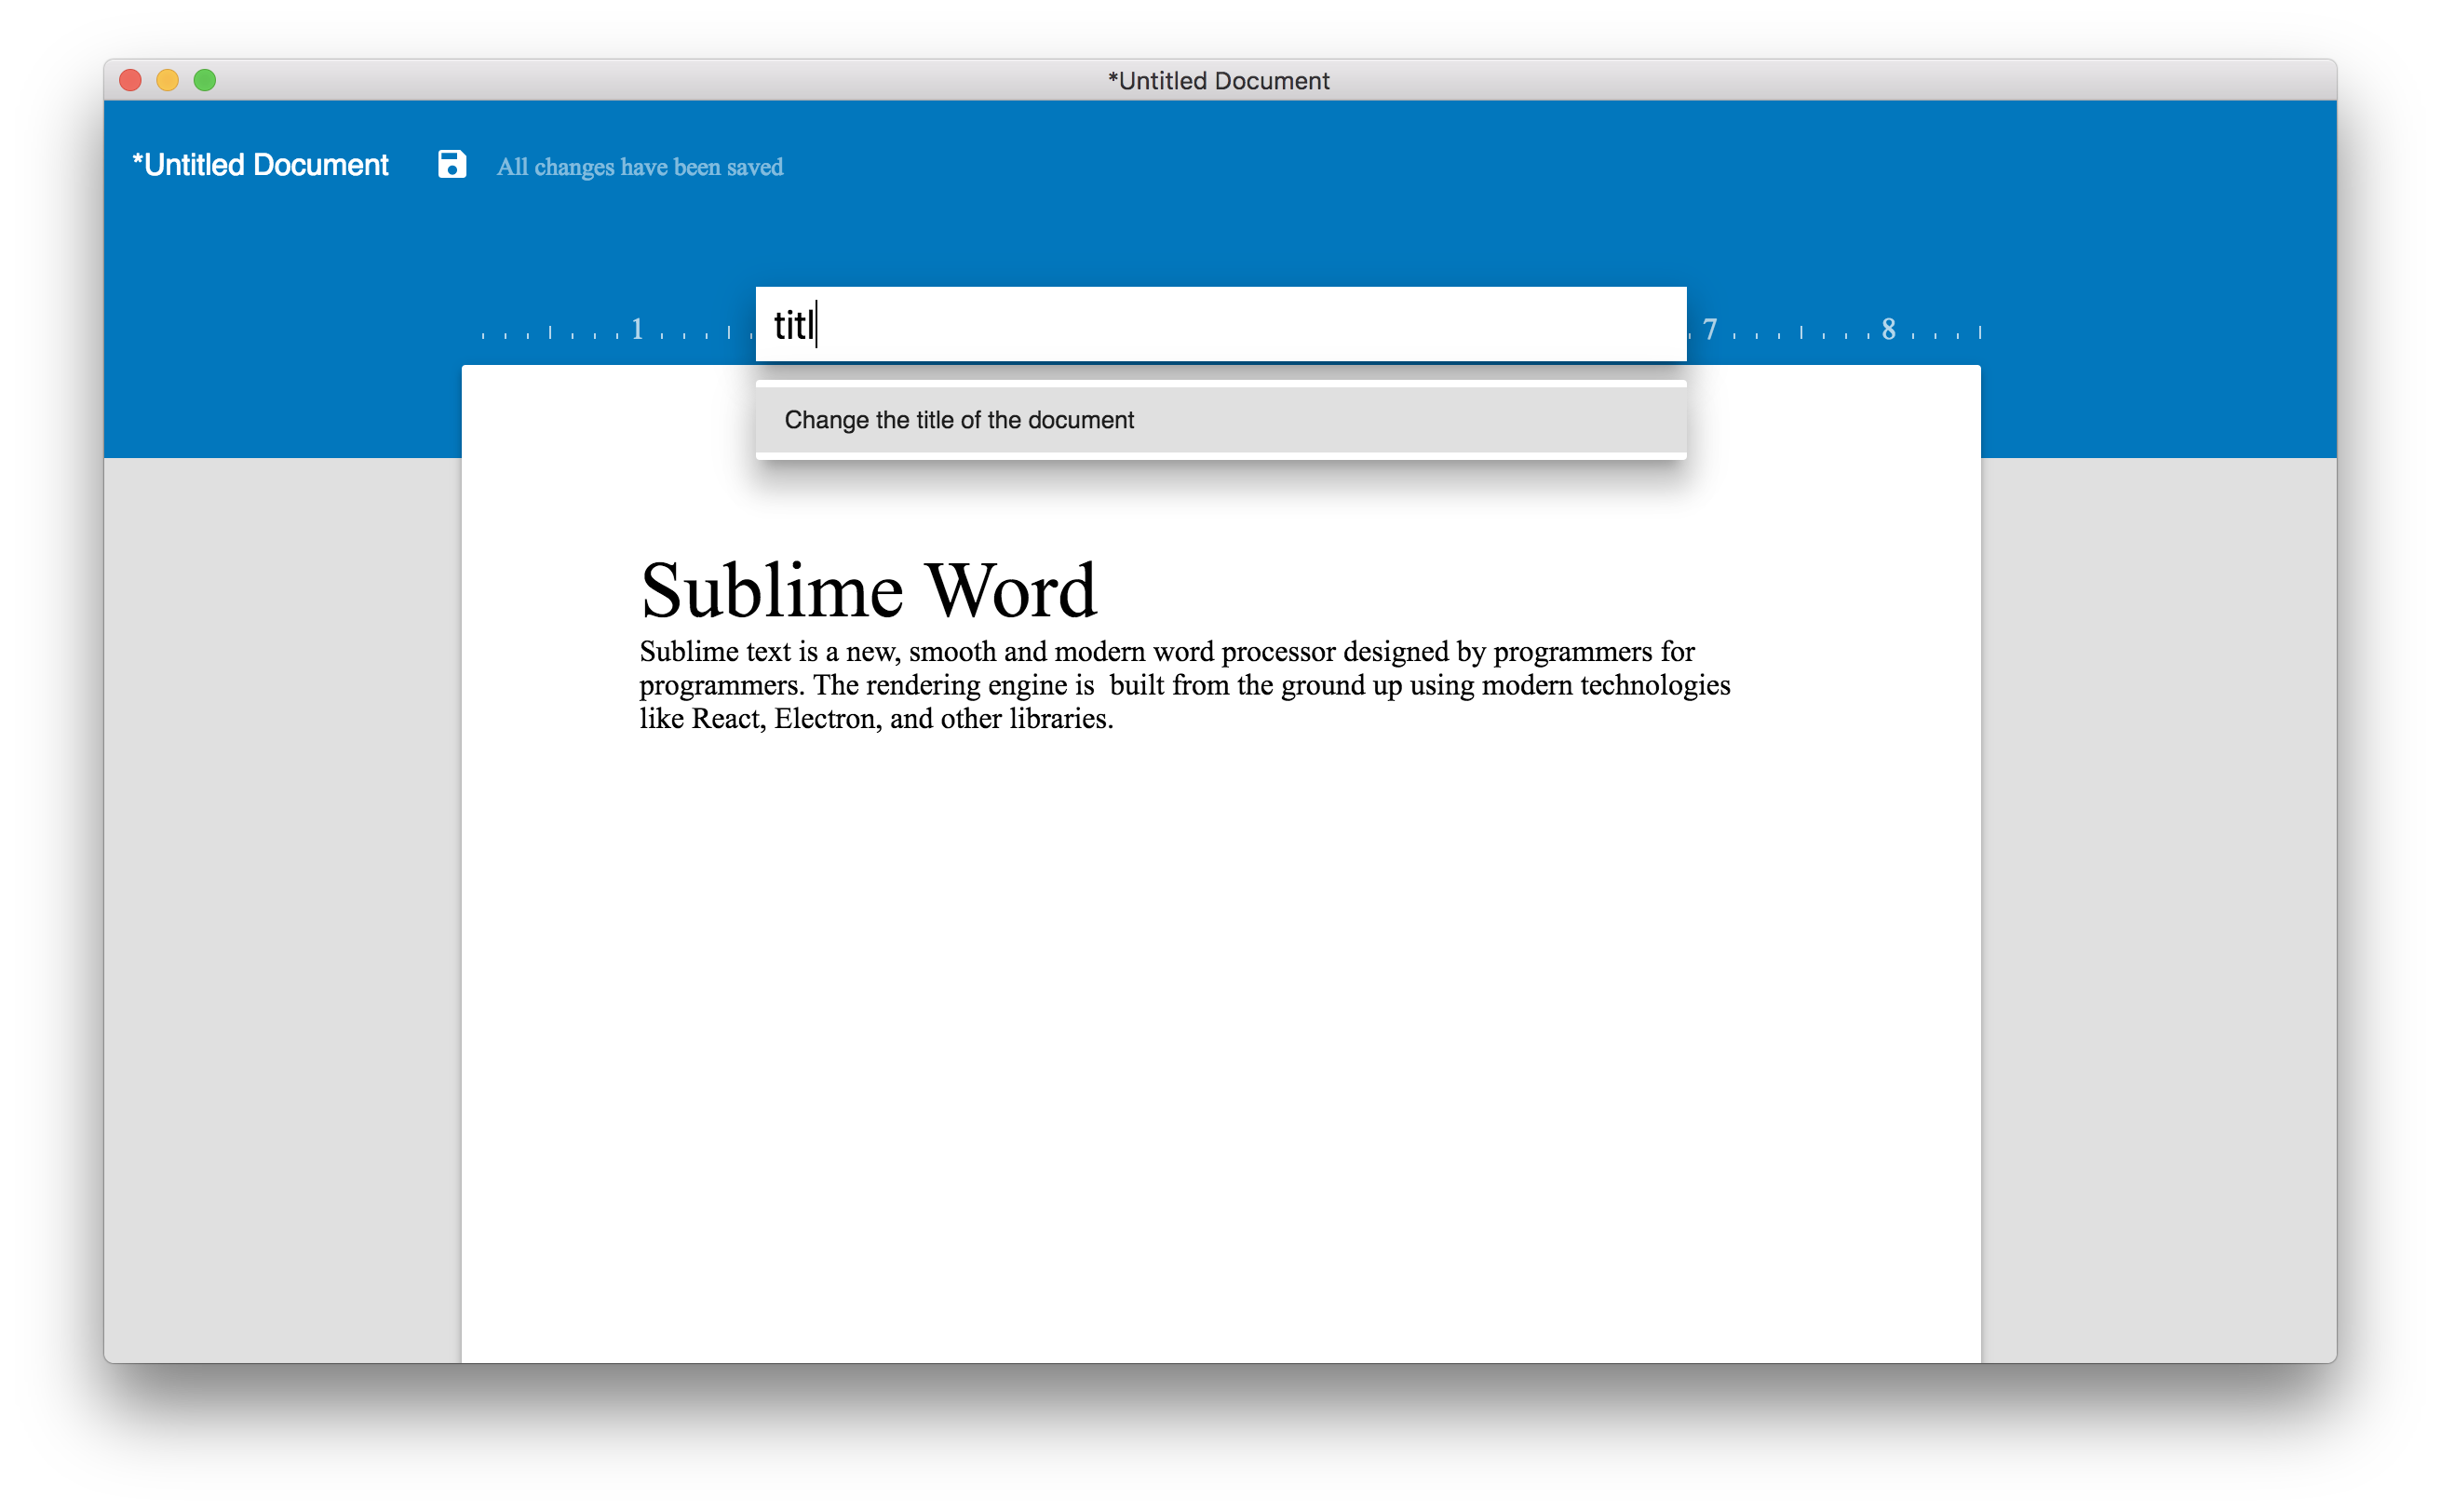 *Untitled Document
*Untitled Document
All changes have been saved
1 7 8
titl
Change the title of the document
Sublime Word
Sublime text is a new, smooth and modern word processor designed by programmers for
programmers. The rendering engine is  built from the ground up using modern technologies
like React, Electron, and other libraries.